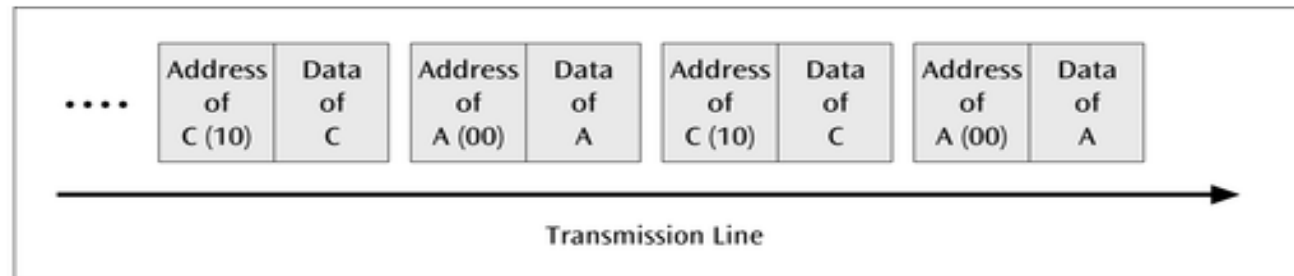 ....
Address Data Address Data Address Data Address Data
of of of of of of of of
C (10) C A (00) A C (10) C A (00) A
Transmission Line